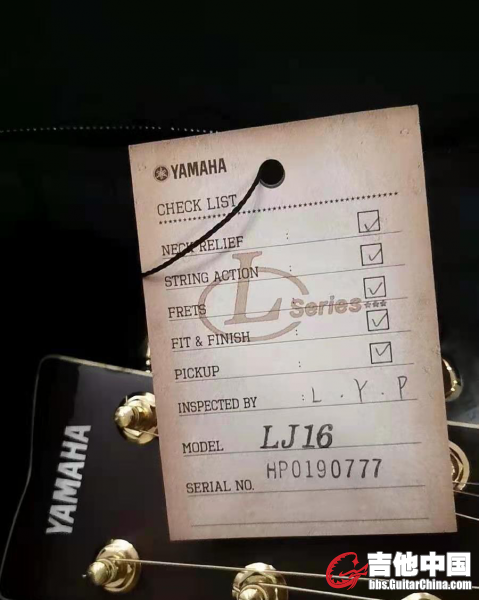 YAMAHA
CHECK LIST
NECK RELIEF :
STRING ACTION :
L Series
FRETS :
FIT & FINISH :
PICKUP :
INSPECTED BY : L . Y . P
MODEL LJ16
SERIAL NO. HP0190777
YAMAHA
吉他中国
bbs.GuitarChina.com